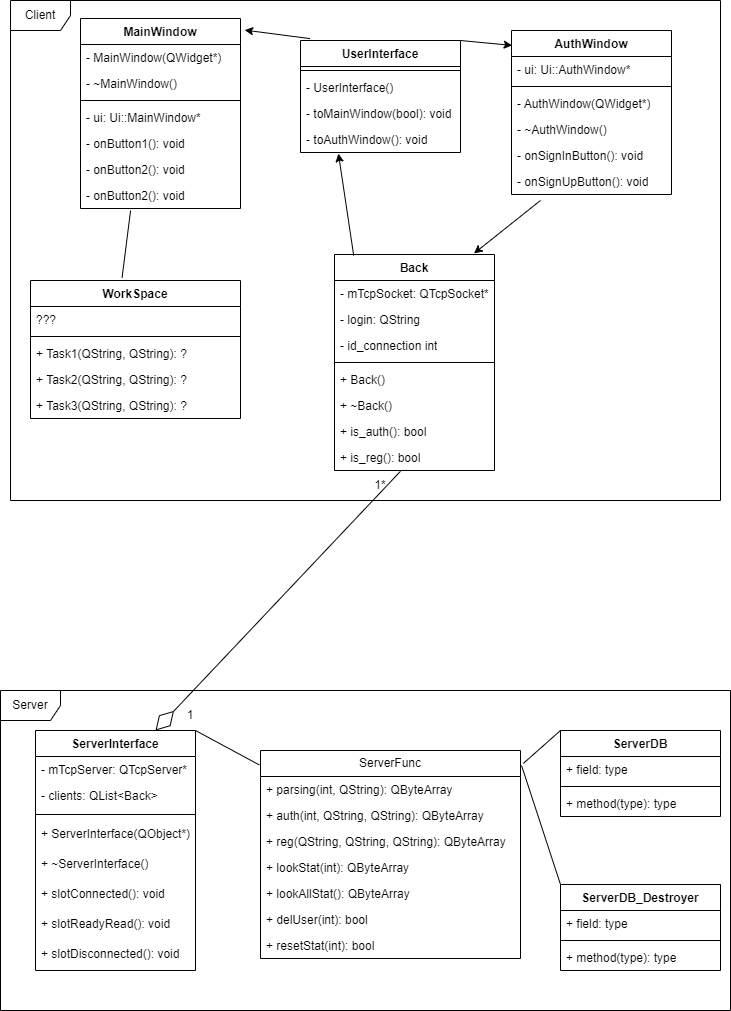 Client
MainWindow
- MainWindow(QWidget*)
- ~MainWindow()
- ui: Ui::MainWindow*
- onButton1(): void
- onButton2(): void
- onButton2(): void
UserInterface
- UserInterface()
- toMainWindow(bool): void
- toAuthWindow(): void
AuthWindow
- ui: Ui::AuthWindow*
- AuthWindow(QWidget*)
- ~AuthWindow()
- onSignInButton(): void
- onSignUpButton(): void
WorkSpace
???
+ Task1(QString, QString): ?
+ Task2(QString, QString): ?
+ Task3(QString, QString): ?
Back
- mTcpSocket: QTcpSocket*
- login: QString
- id_connection int
+ Back()
+ ~Back()
+ is_auth(): bool
+ is_reg(): bool
1*
Server
1
ServerInterface
- mTcpServer: QTcpServer*
- clients: QList<Back>
+ ServerInterface(QObject*)
+ ~ServerInterface()
+ slotConnected(): void
+ slotReadyRead(): void
+ slotDisconnected(): void
ServerFunc
+ parsing(int, QString): QByteArray
+ auth(int, QString, QString): QByteArray
+ reg(QString, QString, QString): QByteArray
+ lookStat(int): QByteArray
+ lookAllStat(): QByteArray
+ delUser(int): bool
+ resetStat(int): bool
ServerDB
+ field: type
+ method(type): type
ServerDB_Destroyer
+ field: type
+ method(type): type